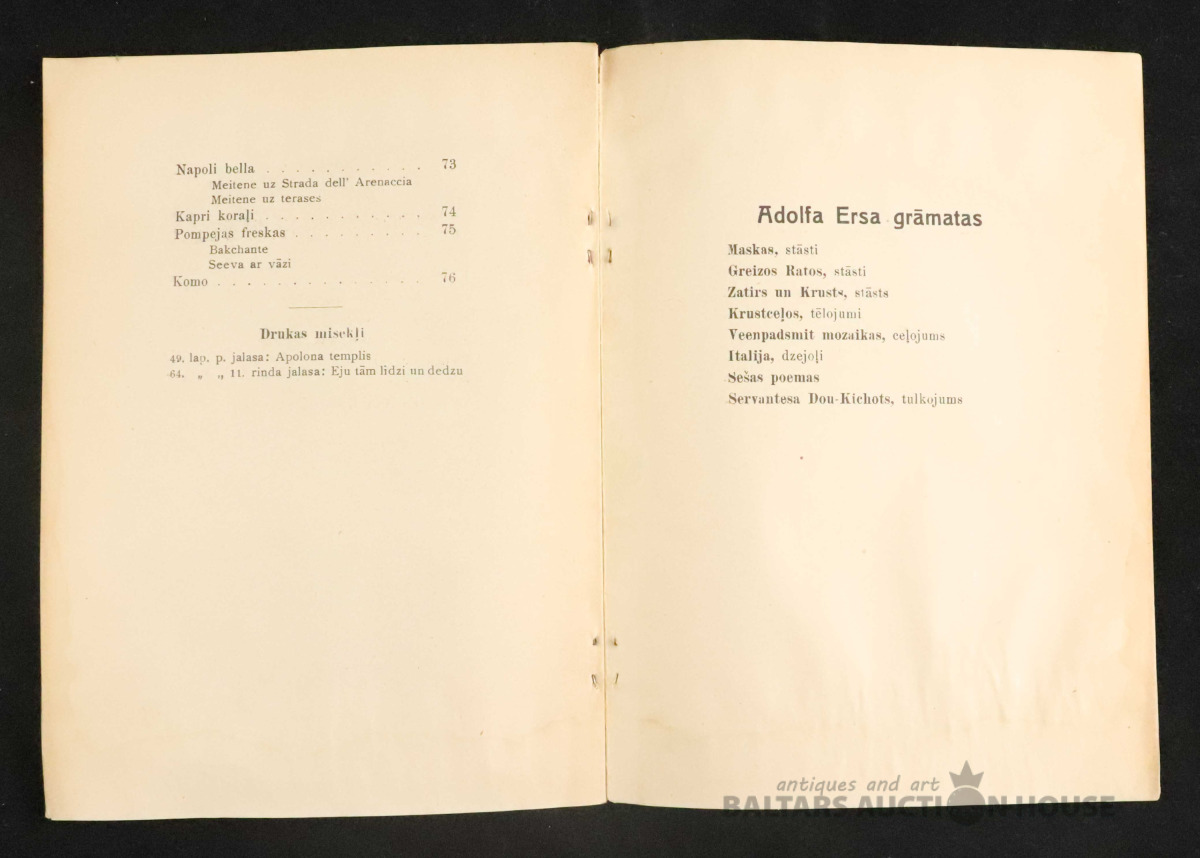 Napoli bella . . . . . . . . . . . 73
Meitene uz Strada dell' Arenaccia
Meitene uz terases
Kapri koraļi . . . . . . . . . . . 74
Pompejas freskas . . . . . . . . . 75
Bakchante
Seeva ar vāzi
Komo . . . . . . . . . . . . . . 76
Drukas misekļi
49. lap. p. jalasa: Apolona templis
64. „ „ 11. rinda jalasa: Eju tām lidzi un dedzu
Adolfa Ersa grāmatas
Maskas, stāsti
Greizos Ratos, stāsti
Zatirs un Krusts, stāsts
Krustceļos, tēlojumi
Veenpadsmit mozaikas, ceļojums
Italija, dzejoļi
Sešas poemas
Servantesa Dou-Kichots, tulkojums
antiques and art
BALTARS AUCTION HOUSE